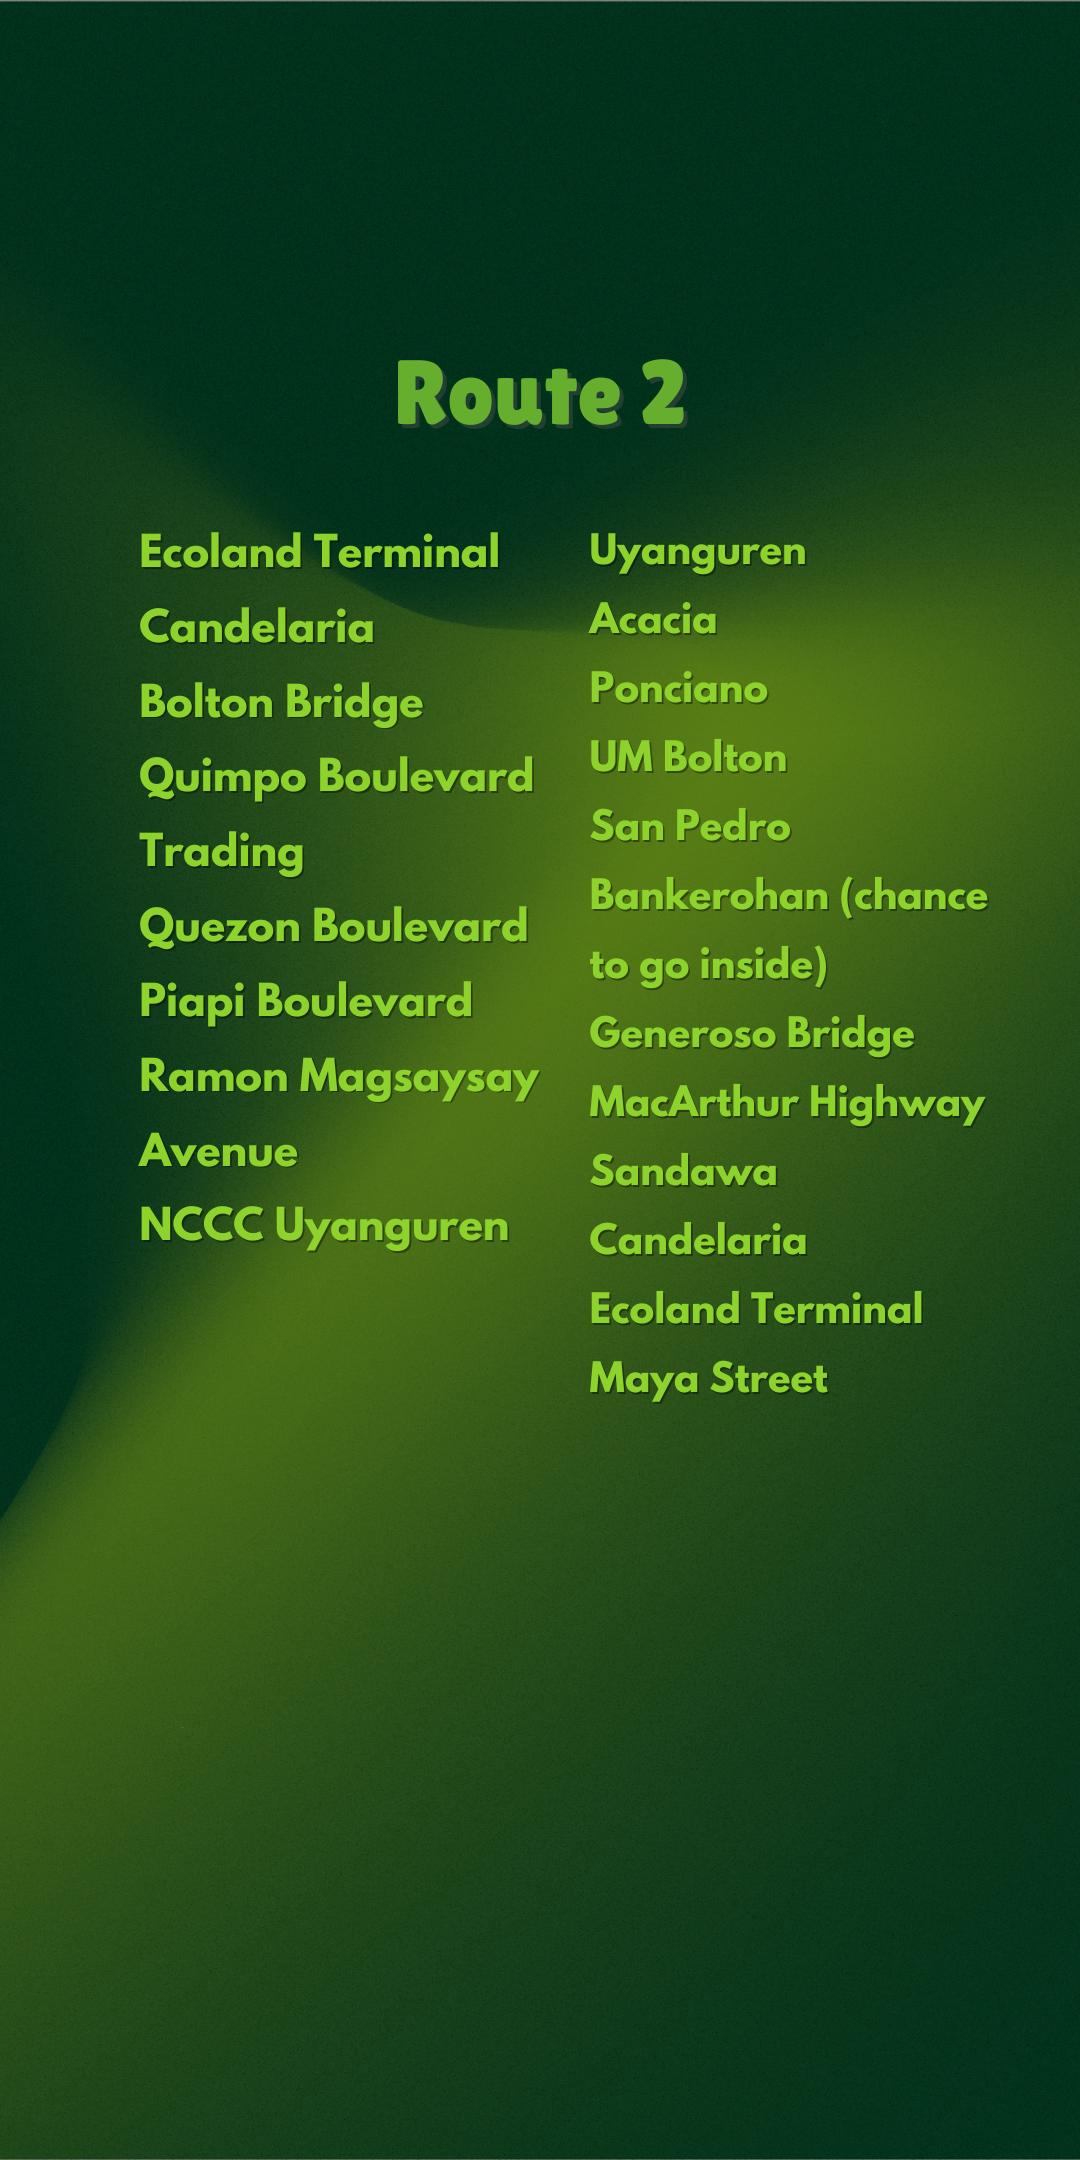 Route 2
Ecoland Terminal
Candelaria
Bolton Bridge
Quimpo Boulevard
Trading
Quezon Boulevard
Piapi Boulevard
Ramon Magsaysay
Avenue
NCCC Uyanguren
Uyanguren
Acacia
Ponciano
UM Bolton
San Pedro
Bankerohan (chance
to go inside)
Generoso Bridge
MacArthur Highway
Sandawa
Candelaria
Ecoland Terminal
Maya Street